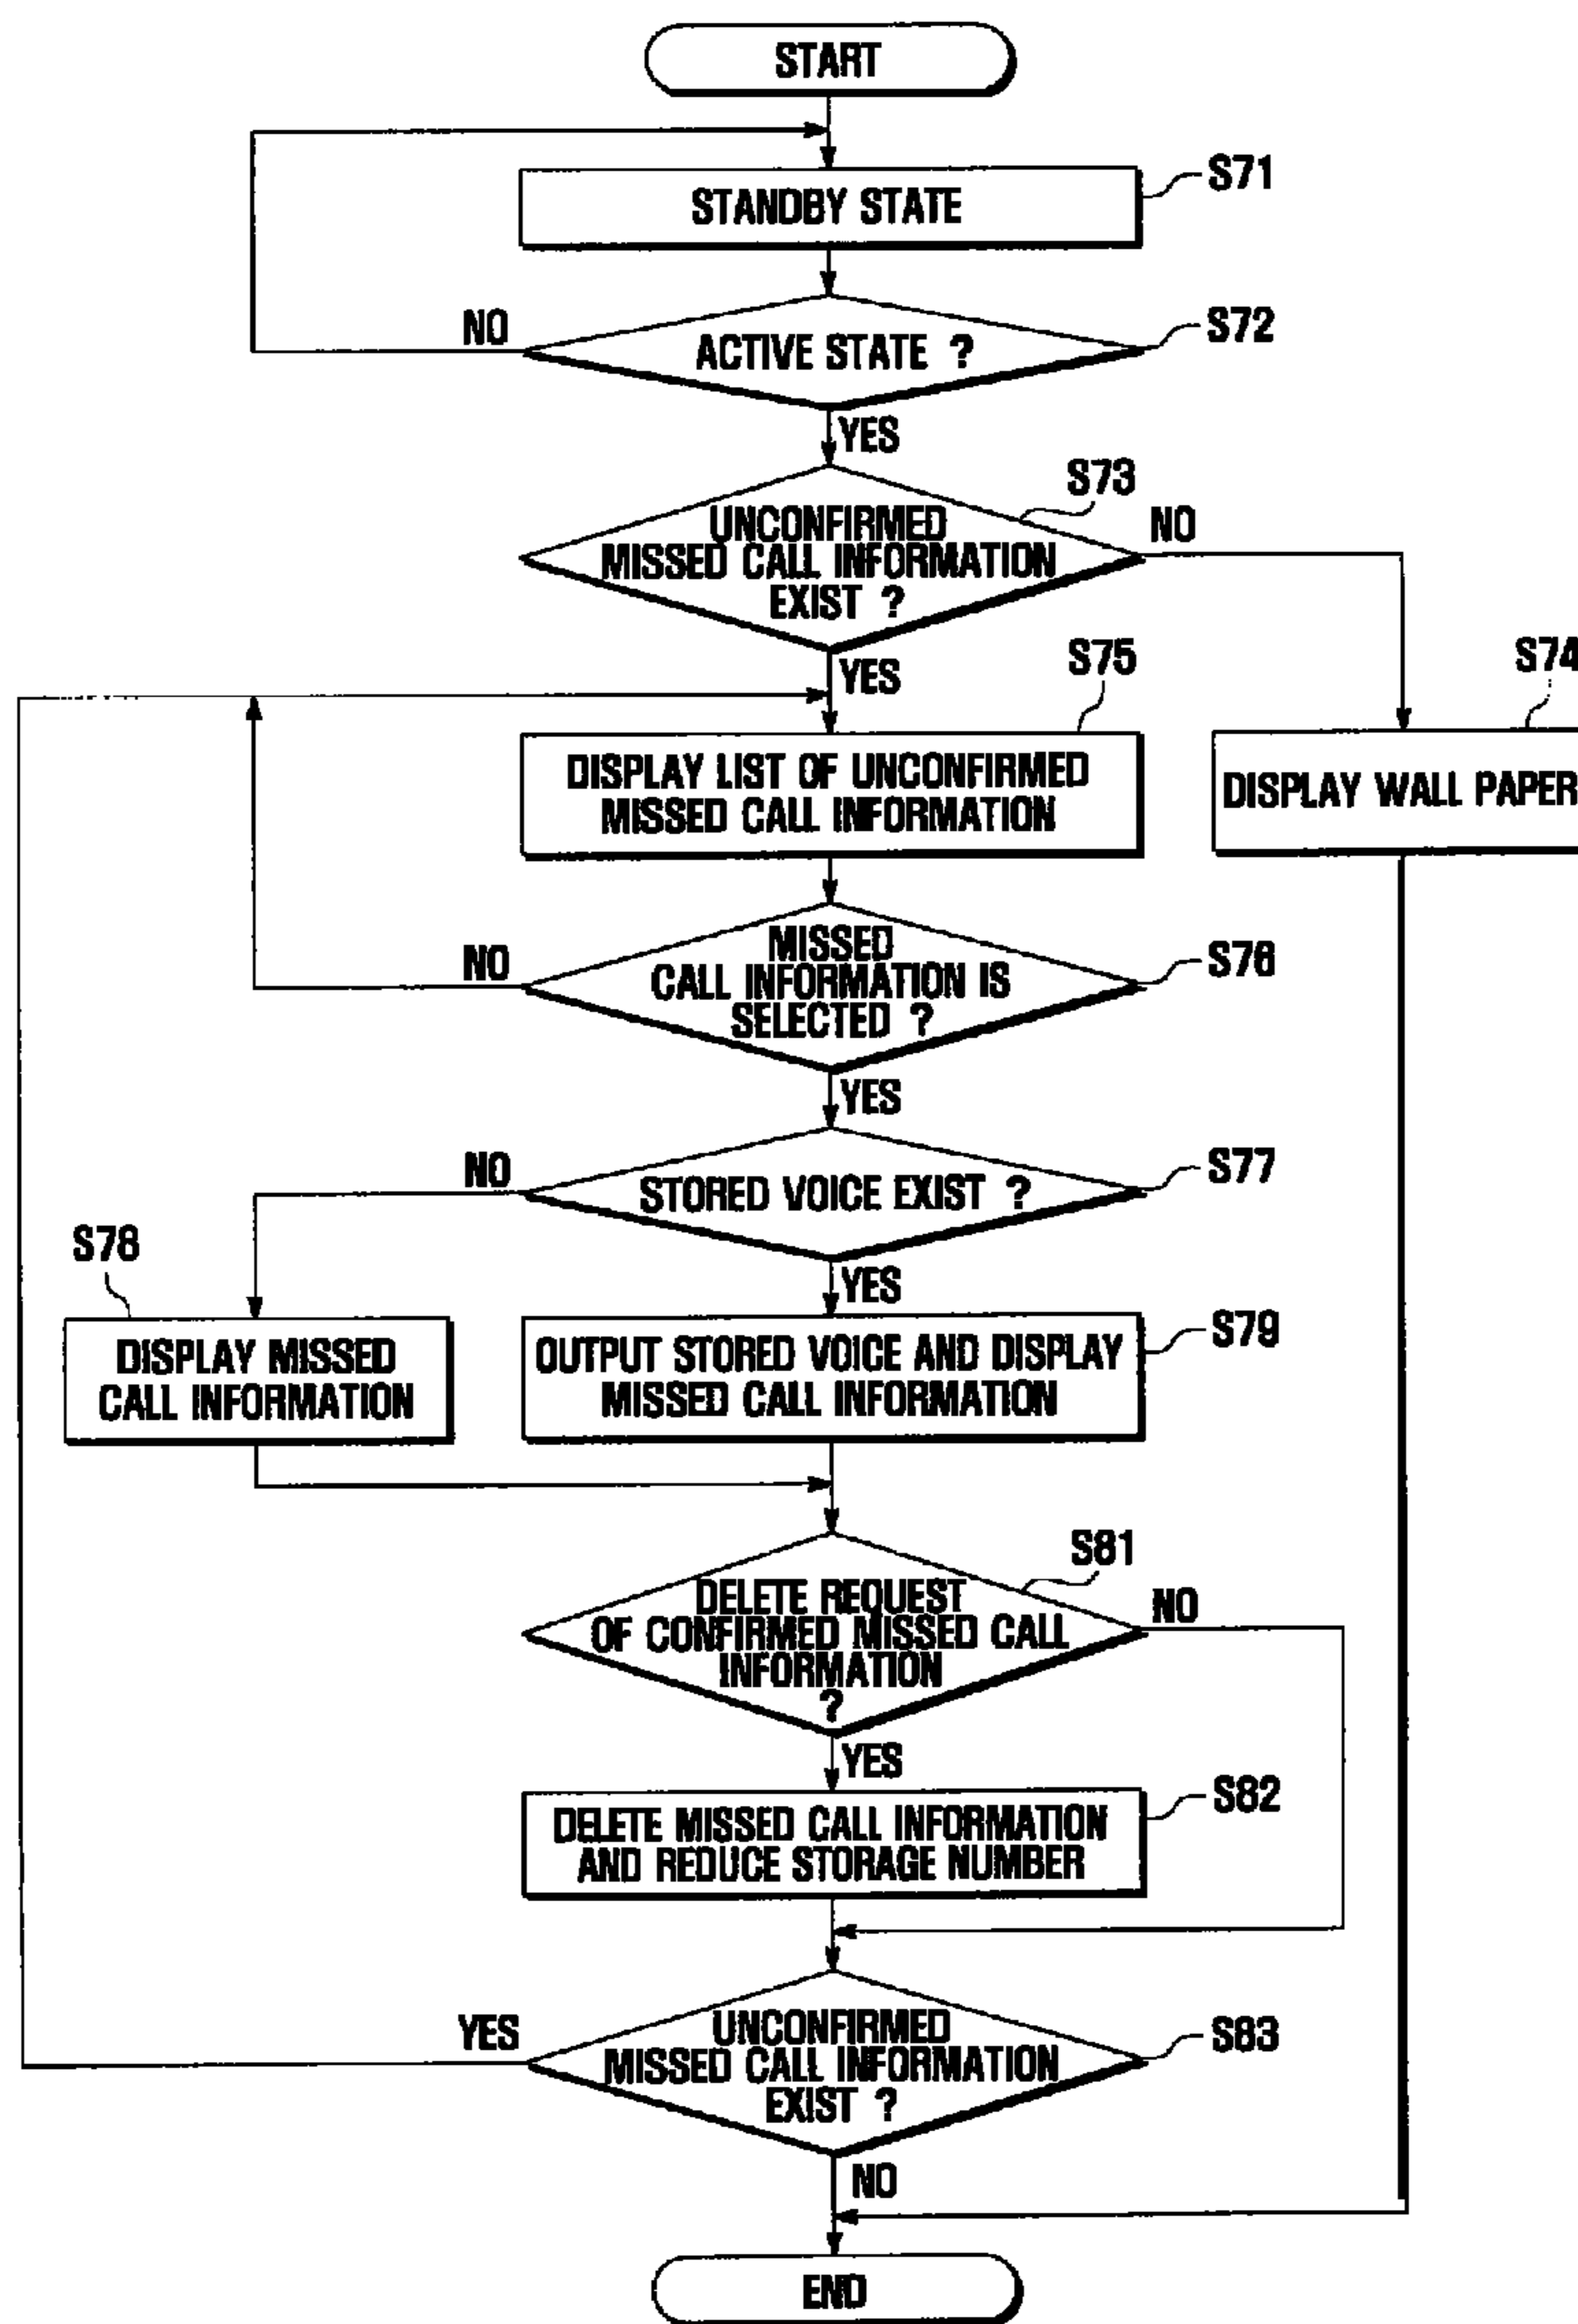 START
STANDBY STATE
S71
NO
ACTIVE STATE ?
S72
YES
S73
UNCONFIRMED
MISSED CALL INFORMATION
EXIST ?
NO
YES
S75
S74
DISPLAY LIST OF UNCONFIRMED
MISSED CALL INFORMATION
DISPLAY WALL PAPER
NO
MISSED
CALL INFORMATION IS
SELECTED ?
S76
YES
NO
STORED VOICE EXIST ?
S77
S78
YES
DISPLAY MISSED
CALL INFORMATION
OUTPUT STORED VOICE AND DISPLAY
MISSED CALL INFORMATION
S79
S81
DELETE REQUEST
OF CONFIRMED MISSED CALL
INFORMATION
?
NO
YES
DELETE MISSED CALL INFORMATION
AND REDUCE STORAGE NUMBER
S82
YES
UNCONFIRMED
MISSED CALL INFORMATION
EXIST ?
S83
NO
END